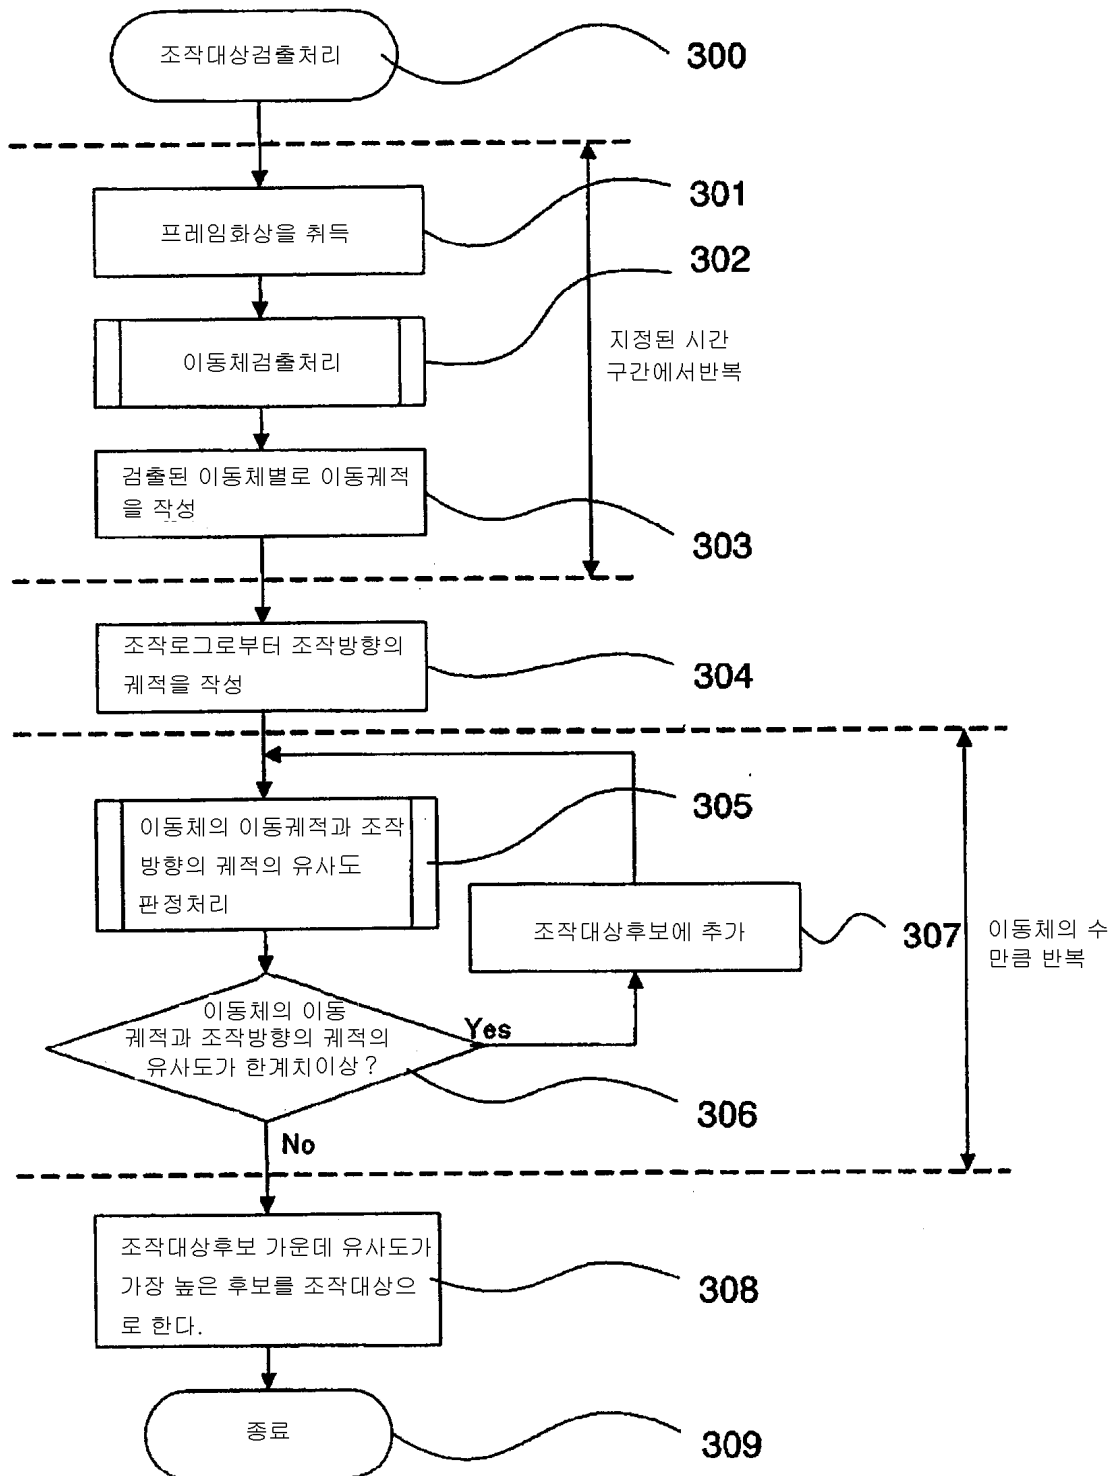 조작대상검출처리
300
프레임화상을 취득
301
이동체검출처리
302
지정된 시간
구간에서반복
검출된 이동체별로 이동궤적
을 작성
303
조작로그로부터 조작방향의
궤적을 작성
304
이동체의 이동궤적과 조작
방향의 궤적의 유사도
판정처리
305
조작대상후보에 추가
307
이동체의 수
만큼 반복
이동체의 이동
궤적과 조작방향의 궤적의
유사도가 한계치이상?
Yes
306
No
조작대상후보 가운데 유사도가
가장 높은 후보를 조작대상으
로 한다.
308
종료
309